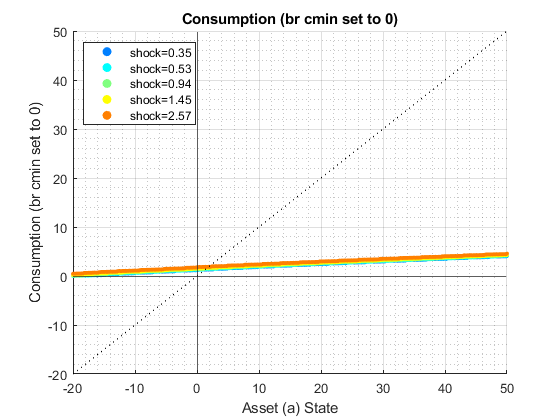 Consumption (br cmin set to 0)
50
40
30
20
10
0
-10
-20
Consumption (br cmin set to 0)
shock=0.35
shock=0.53
shock=0.94
shock=1.45
shock=2.57
-20 -10 0 10 20 30 40 50
Asset (a) State